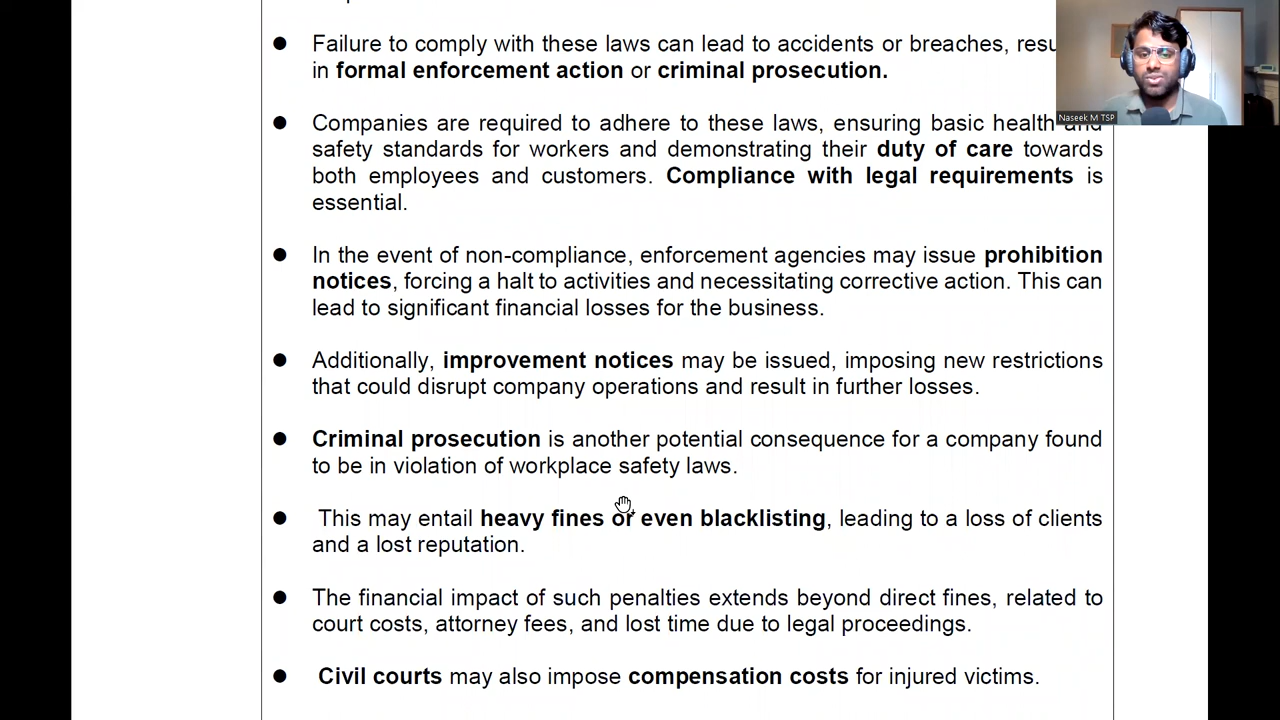 Failure to comply with these laws can lead to accidents or breaches,
in formal enforcement action or criminal prosecution.
Companies are required to adhere to these laws, ensuring basic health and
safety standards for workers and demonstrating their duty of care towards
both employees and customers. Compliance with legal requirements is
essential.
In the event of non-compliance, enforcement agencies may issue prohibition
notices, forcing a halt to activities and necessitating corrective action. This can
lead to significant financial losses for the business.
Additionally, improvement notices may be issued, imposing new restrictions
that could disrupt company operations and result in further losses.
Criminal prosecution is another potential consequence for a company found
to be in violation of workplace safety laws.
This may entail heavy fines or even blacklisting, leading to a loss of clients
and a lost reputation.
The financial impact of such penalties extends beyond direct fines, related to
court costs, attorney fees, and lost time due to legal proceedings.
Civil courts may also impose compensation costs for injured victims.
Naseek M TSP